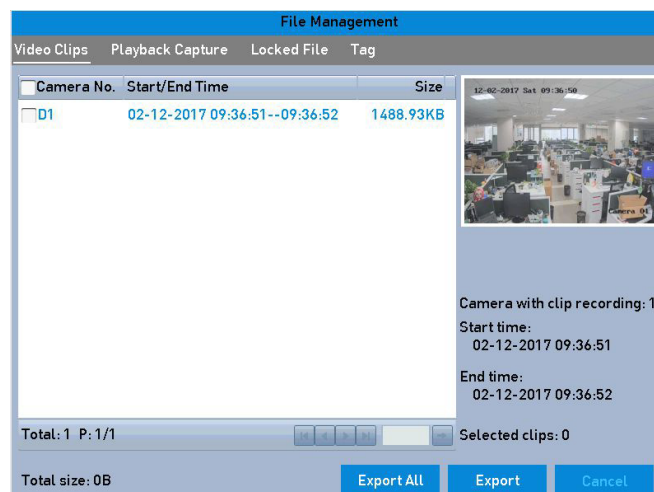 File Management
Video Clips Playback Capture Locked File Tag
Camera No. Start/End Time Size
D1 02-12-2017 09:36:51--09:36:52 1488.93KB
12-02-2017 Sat 09:36:50
Camera 01
Camera with clip recording: 1
Start time:
02-12-2017 09:36:51
End time:
02-12-2017 09:36:52
Total: 1 P: 1/1
Selected clips: 0
Total size: 0B
Export All Export Cancel